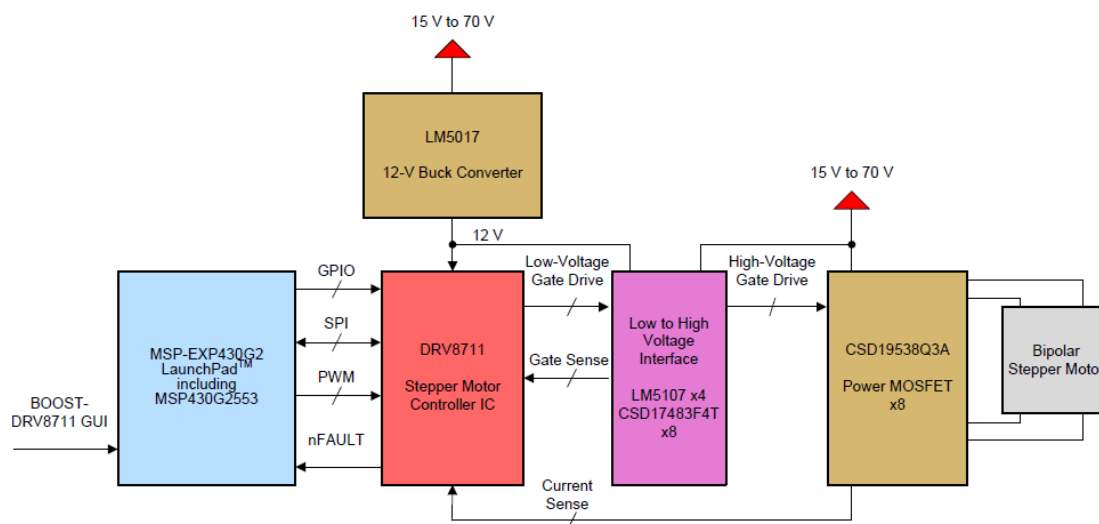 15 V to 70 V
LM5017
12-V Buck Converter
15 V to 70 V
12 V
GPIO
Low-Voltage
Gate Drive
High-Voltage
Gate Drive
SPI
MSP-EXP430G2
LaunchPad™
including
MSP430G2553
PWM
DRV8711
Stepper Motor
Controller IC
Gate Sense
Low to High
Voltage
Interface
LM5107 x4
CSD17483F4T
x8
CSD19538Q3A
Power MOSFET
x8
Bipolar
Stepper Motor
BOOST-
DRV8711 GUI
nFAULT
Current
Sense